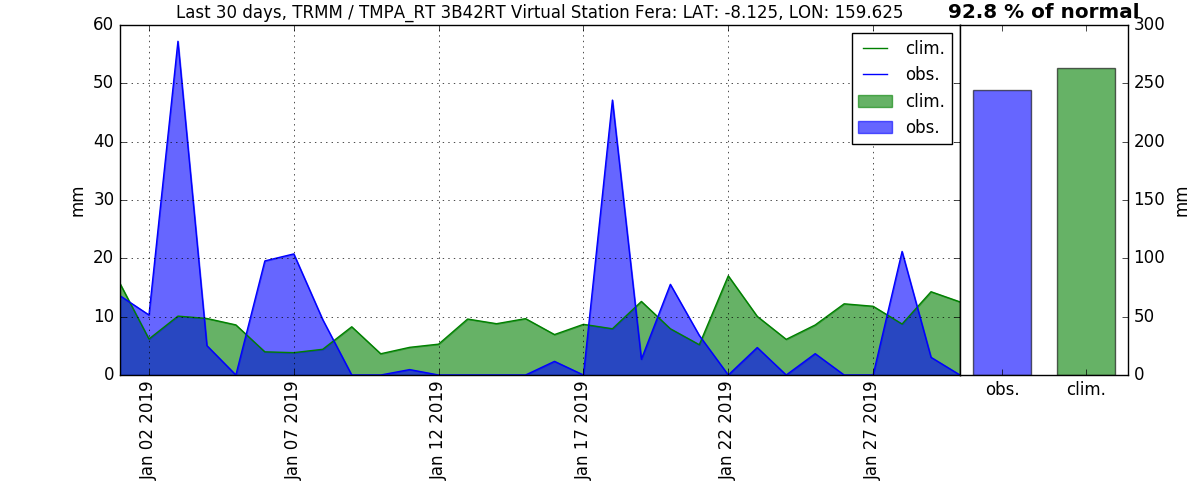 Last 30 days, TRMM / TMPA_RT 3B42RT Virtual Station Fera: LAT: -8.125, LON: 159.625
92.8 % of normal
60
50
40
30
20
10
0
mm
clim.
obs.
clim.
obs.
300
250
200
150
100
50
0
mm
Jan 02 2019
Jan 07 2019
Jan 12 2019
Jan 17 2019
Jan 22 2019
Jan 27 2019
obs.
clim.